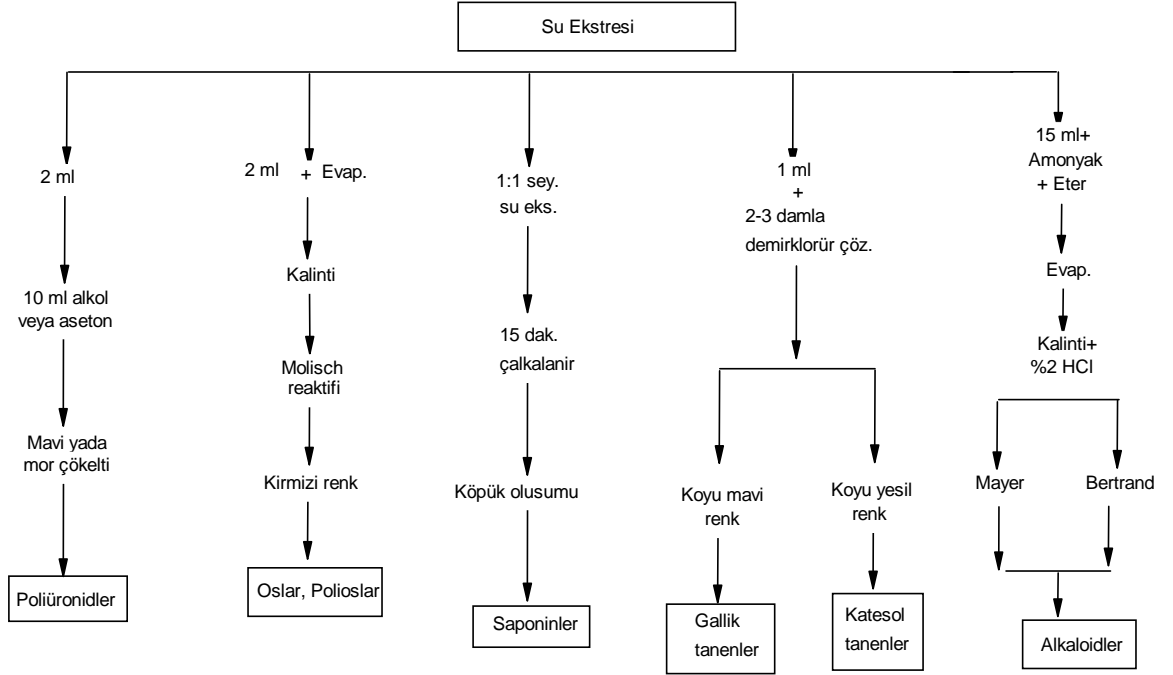 Su Ekstresi
2 ml
10 ml alkol
veya aseton
Mavi yada
mor çökelti
Poliüronidler
2 ml + Evap.
Kalinti
Molisch
reaktifi
Kirmizi renk
Oslar, Polioslar
1:1 sey.
su eks.
15 dak.
çalkalanir
Köpük olusumu
Saponinler
1 ml
+
2-3 damla
demirklorür çöz.
Koyu mavi
renk
Gallik
tanenler
Koyu yesil
renk
Katesol
tanenler
15 ml+
Amonyak
+ Eter
Evap.
Kalinti+
%2 HCl
Mayer
Bertrand
Alkaloidler